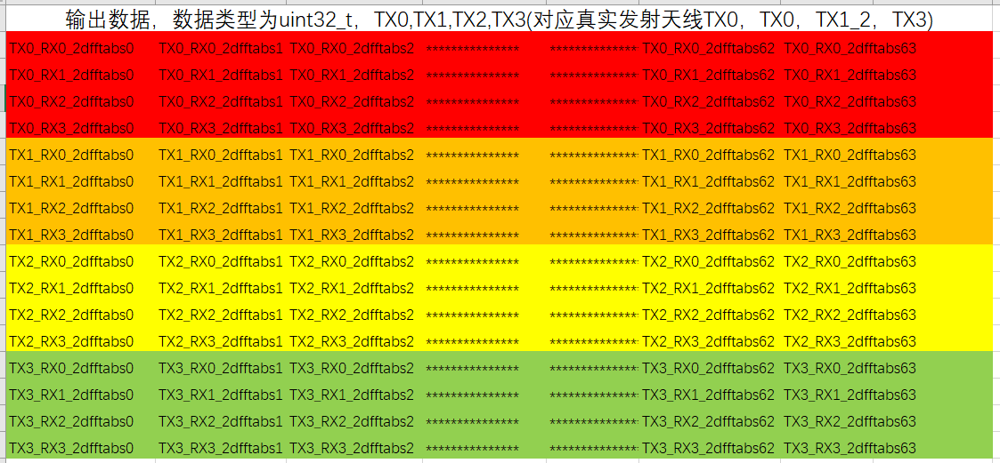 输出数据，数据类型为uint32_t，TX0,TX1,TX2,TX3(对应真实发射天线TX0，TX0，TX1_2，TX3)
TX0_RX0_2dfftabs0 TX0_RX0_2dfftabs1 TX0_RX0_2dfftabs2 *************** *************** TX0_RX0_2dfftabs62 TX0_RX0_2dfftabs63
TX0_RX1_2dfftabs0 TX0_RX1_2dfftabs1 TX0_RX1_2dfftabs2 *************** *************** TX0_RX1_2dfftabs62 TX0_RX1_2dfftabs63
TX0_RX2_2dfftabs0 TX0_RX2_2dfftabs1 TX0_RX2_2dfftabs2 *************** *************** TX0_RX2_2dfftabs62 TX0_RX2_2dfftabs63
TX0_RX3_2dfftabs0 TX0_RX3_2dfftabs1 TX0_RX3_2dfftabs2 *************** *************** TX0_RX3_2dfftabs62 TX0_RX3_2dfftabs63
TX1_RX0_2dfftabs0 TX1_RX0_2dfftabs1 TX1_RX0_2dfftabs2 *************** *************** TX1_RX0_2dfftabs62 TX1_RX0_2dfftabs63
TX1_RX1_2dfftabs0 TX1_RX1_2dfftabs1 TX1_RX1_2dfftabs2 *************** *************** TX1_RX1_2dfftabs62 TX1_RX1_2dfftabs63
TX1_RX2_2dfftabs0 TX1_RX2_2dfftabs1 TX1_RX2_2dfftabs2 *************** *************** TX1_RX2_2dfftabs62 TX1_RX2_2dfftabs63
TX1_RX3_2dfftabs0 TX1_RX3_2dfftabs1 TX1_RX3_2dfftabs2 *************** *************** TX1_RX3_2dfftabs62 TX1_RX3_2dfftabs63
TX2_RX0_2dfftabs0 TX2_RX0_2dfftabs1 TX2_RX0_2dfftabs2 *************** *************** TX2_RX0_2dfftabs62 TX2_RX0_2dfftabs63
TX2_RX1_2dfftabs0 TX2_RX1_2dfftabs1 TX2_RX1_2dfftabs2 *************** *************** TX2_RX1_2dfftabs62 TX2_RX1_2dfftabs63
TX2_RX2_2dfftabs0 TX2_RX2_2dfftabs1 TX2_RX2_2dfftabs2 *************** *************** TX2_RX2_2dfftabs62 TX2_RX2_2dfftabs63
TX2_RX3_2dfftabs0 TX2_RX3_2dfftabs1 TX2_RX3_2dfftabs2 *************** *************** TX2_RX3_2dfftabs62 TX2_RX3_2dfftabs63
TX3_RX0_2dfftabs0 TX3_RX0_2dfftabs1 TX3_RX0_2dfftabs2 *************** *************** TX3_RX0_2dfftabs62 TX3_RX0_2dfftabs63
TX3_RX1_2dfftabs0 TX3_RX1_2dfftabs1 TX3_RX1_2dfftabs2 *************** *************** TX3_RX1_2dfftabs62 TX3_RX1_2dfftabs63
TX3_RX2_2dfftabs0 TX3_RX2_2dfftabs1 TX3_RX2_2dfftabs2 *************** *************** TX3_RX2_2dfftabs62 TX3_RX2_2dfftabs63
TX3_RX3_2dfftabs0 TX3_RX3_2dfftabs1 TX3_RX3_2dfftabs2 *************** *************** TX3_RX3_2dfftabs62 TX3_RX3_2dfftabs63